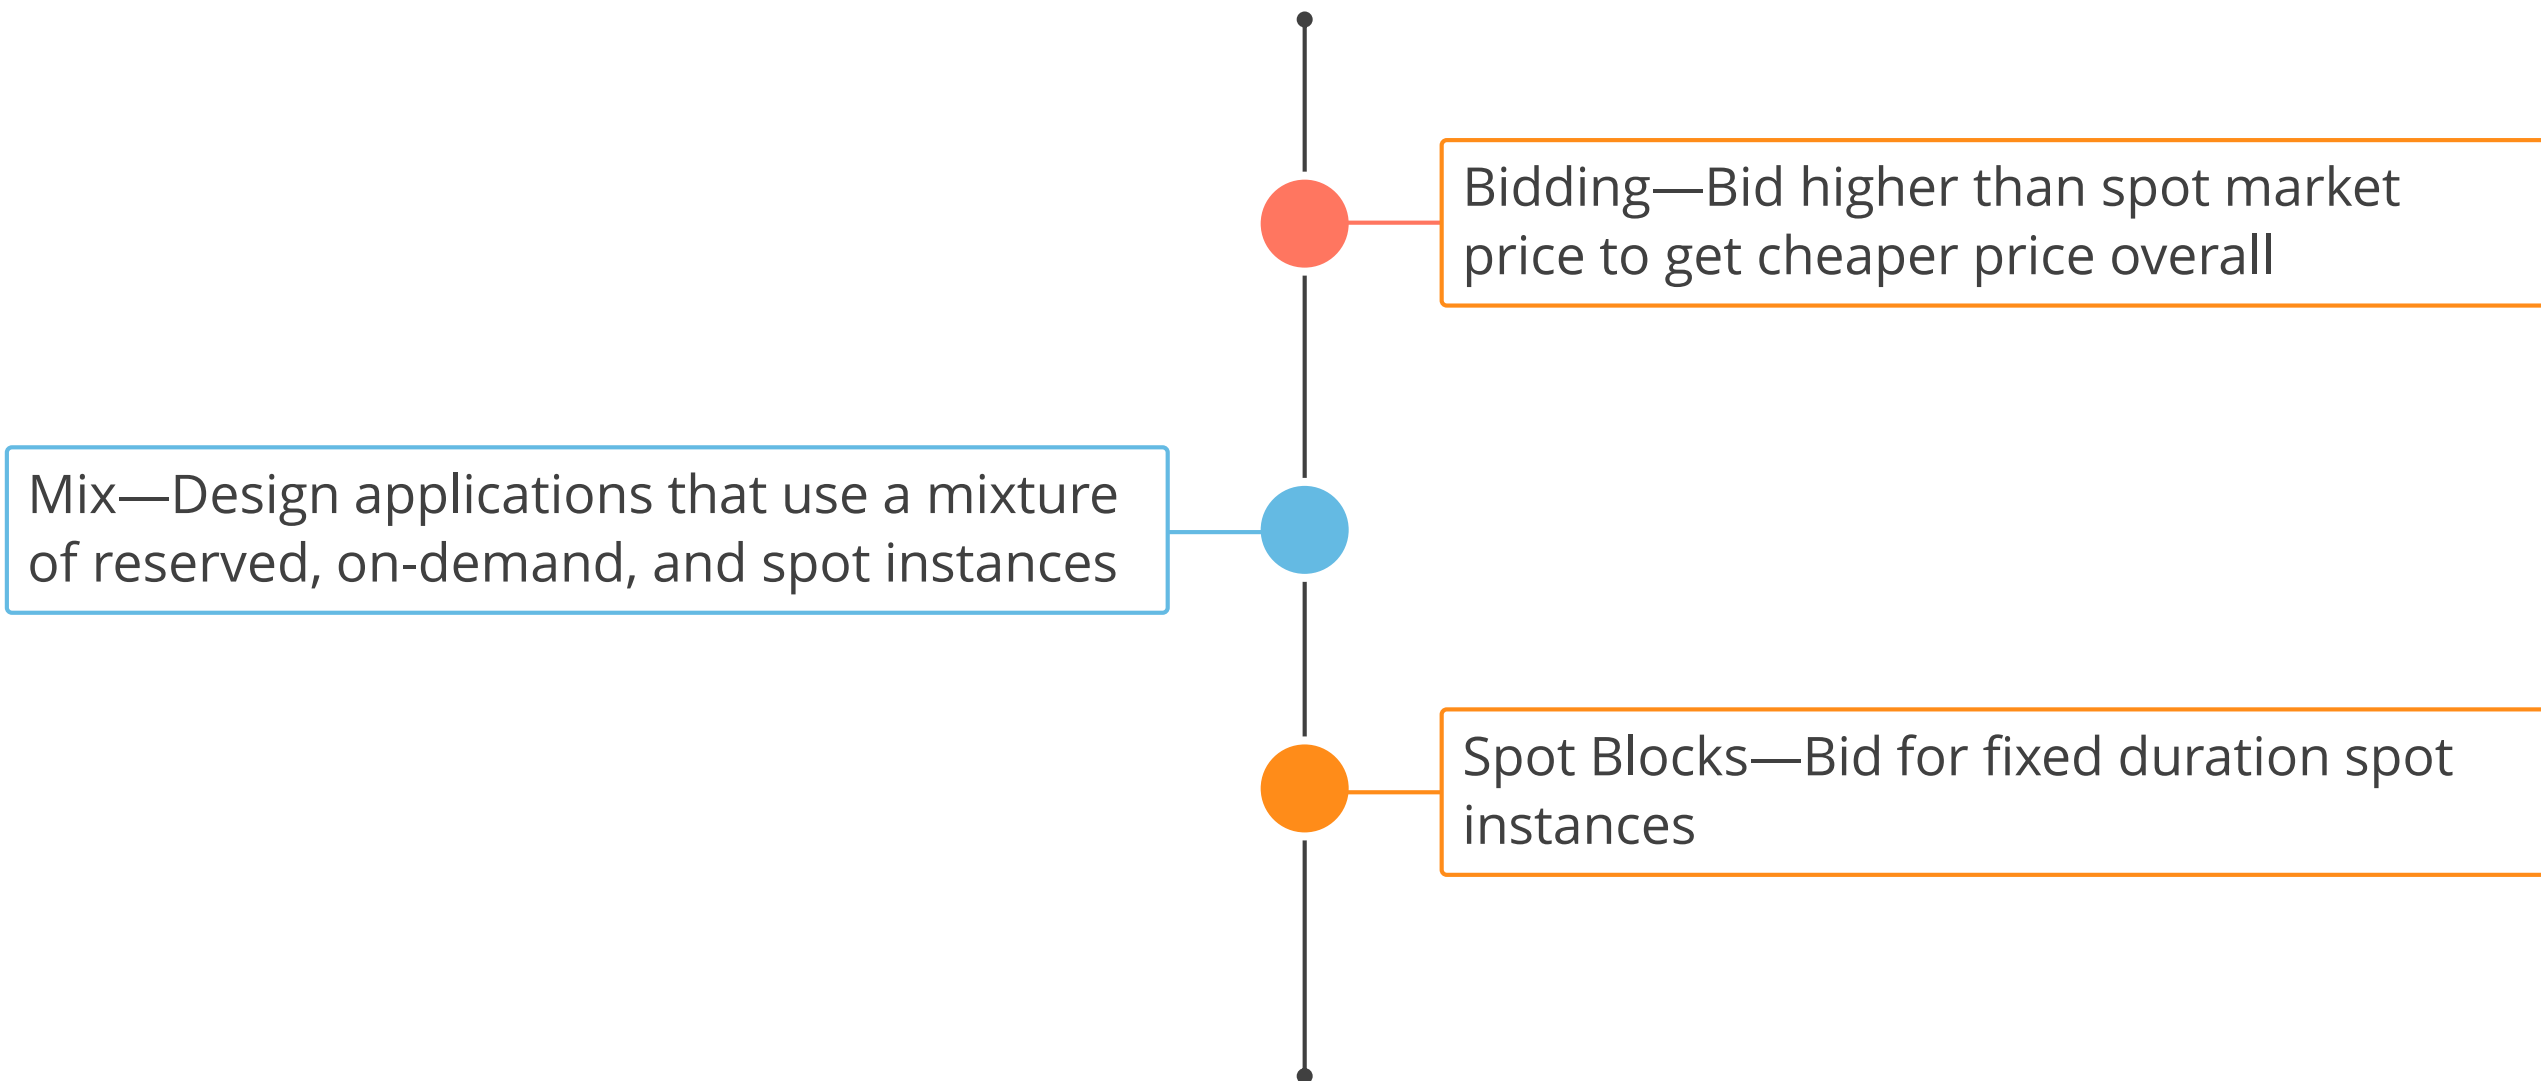 Bidding—Bid higher than spot market
price to get cheaper price overall
Mix—Design applications that use a mixture
of reserved, on-demand, and spot instances
Spot Blocks—Bid for fixed duration spot
instances